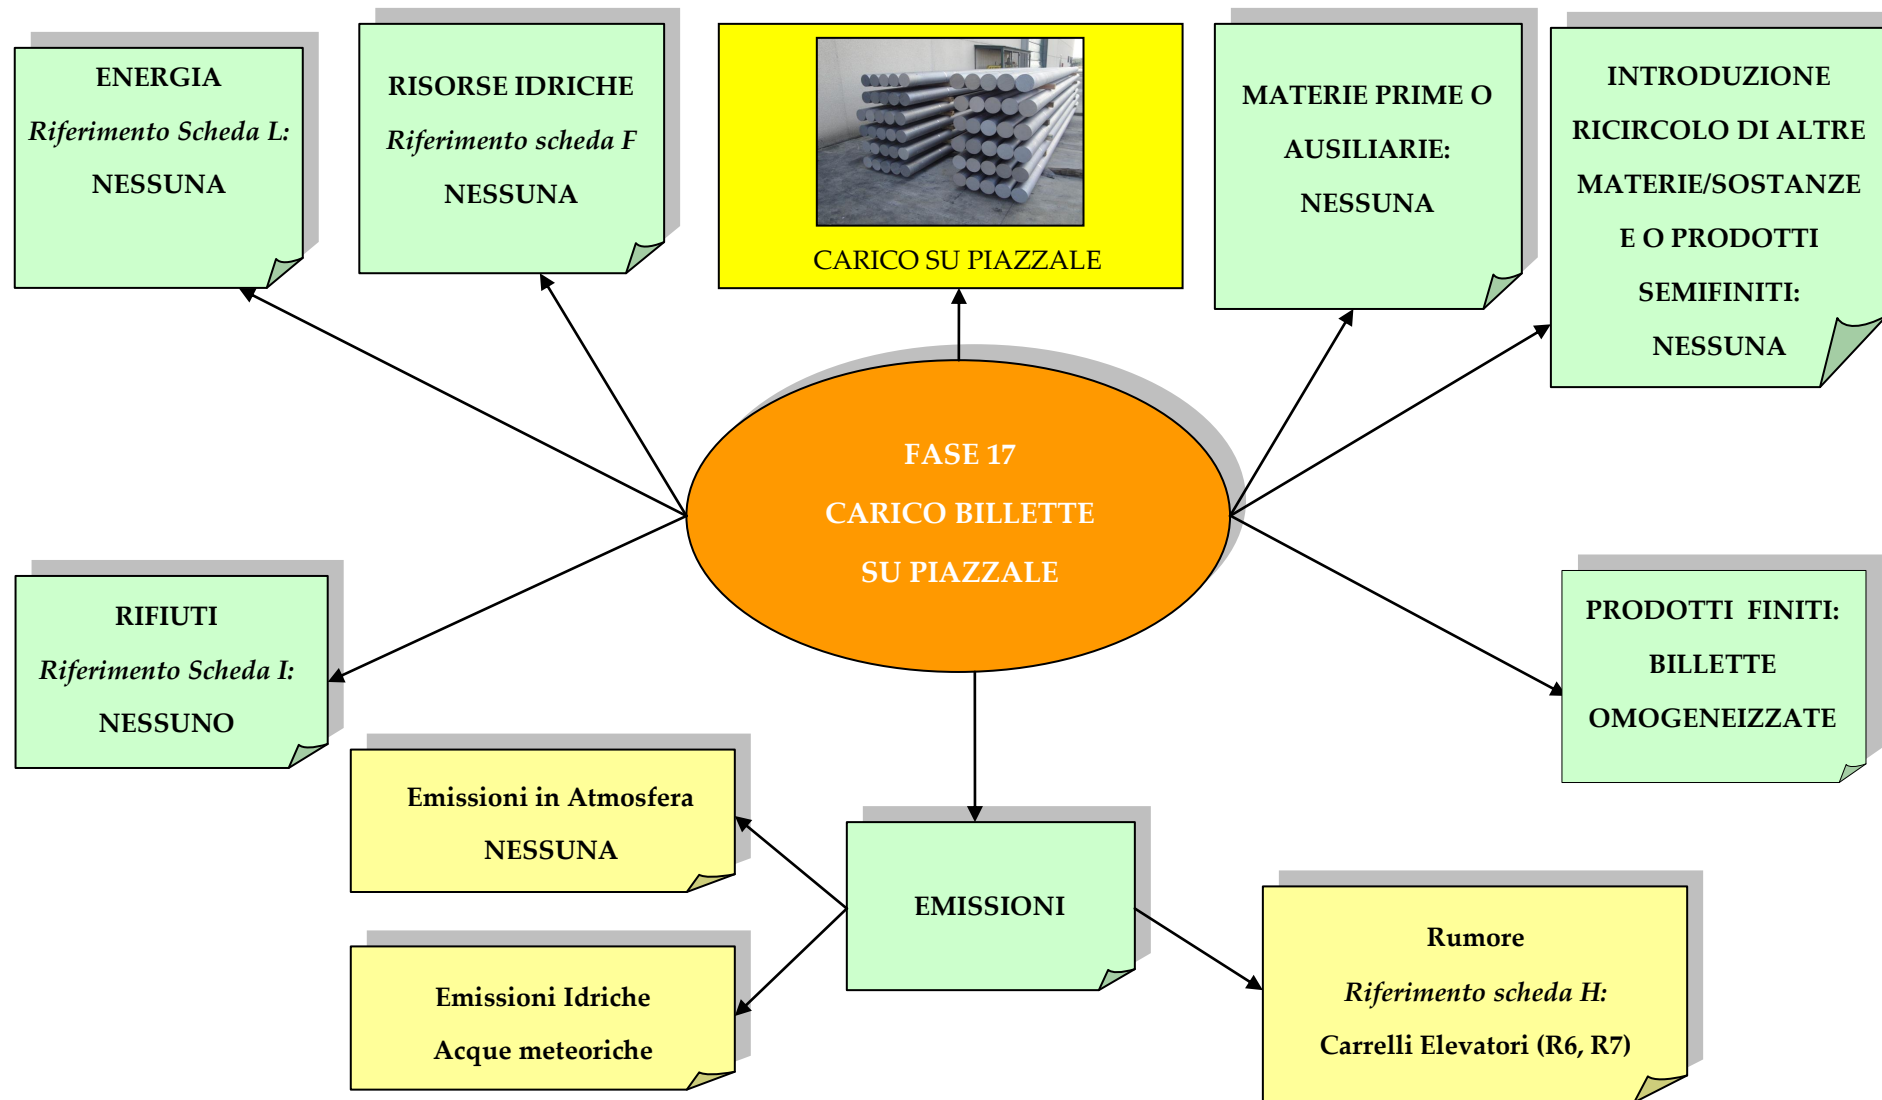 ENERGIA
Riferimento Scheda L:
NESSUNA
RISORSE IDRICHE
Riferimento scheda F
NESSUNA
CARICO SU PIAZZALE
MATERIE PRIME O
AUSILIARIE:
NESSUNA
INTRODUZIONE
RICIRCOLO DI ALTRE
MATERIE/SOSTANZE
E O PRODOTTI
SEMIFINITI:
NESSUNA
FASE 17
CARICO BILLETTE
SU PIAZZALE
RIFIUTI
Riferimento Scheda I:
NESSUNO
PRODOTTI FINITI:
BILLETTE
OMOGENEIZZATE
Emissioni in Atmosfera
NESSUNA
EMISSIONI
Emissioni Idriche
Acque meteoriche
Rumore
Riferimento scheda H:
Carrelli Elevatori (R6, R7)